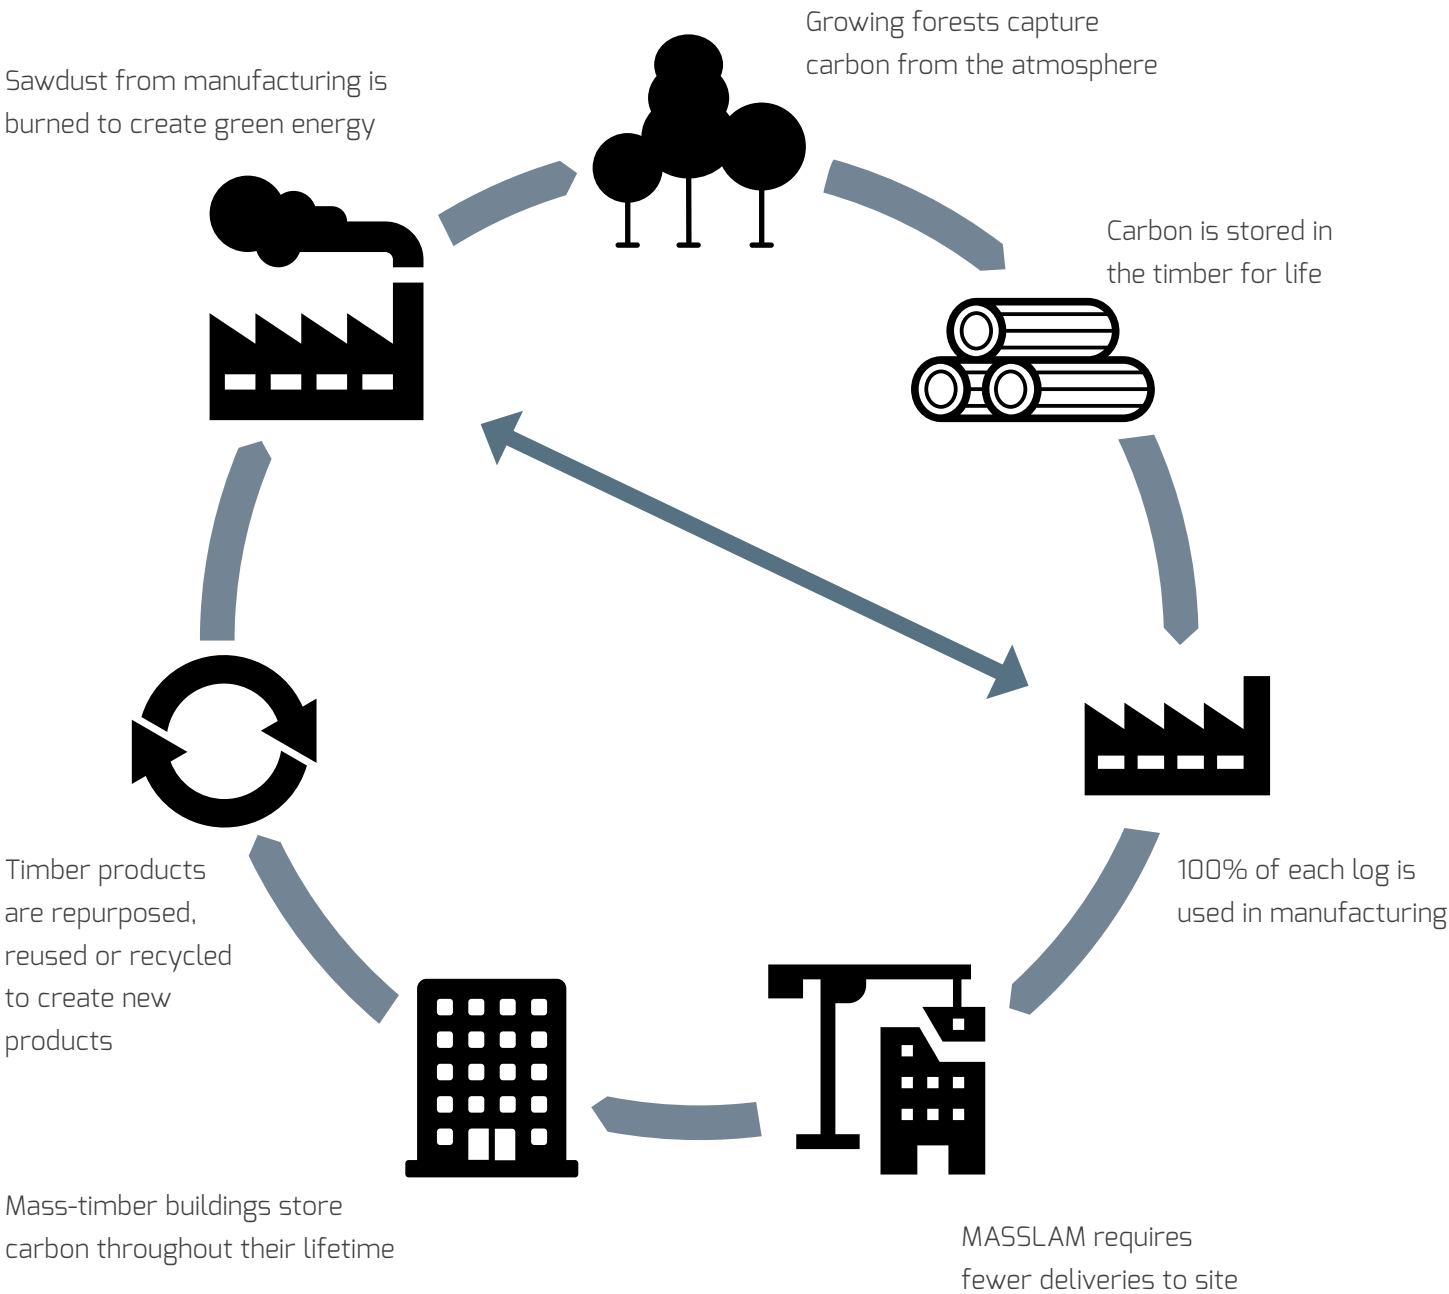 Growing forests capture
carbon from the atmosphere
Carbon is stored in
the timber for life
100% of each log is
used in manufacturing
MASSLAM requires
fewer deliveries to site
Mass-timber buildings store
carbon throughout their lifetime
Timber products
are repurposed,
reused or recycled
to create new
products
Sawdust from manufacturing is
burned to create green energy